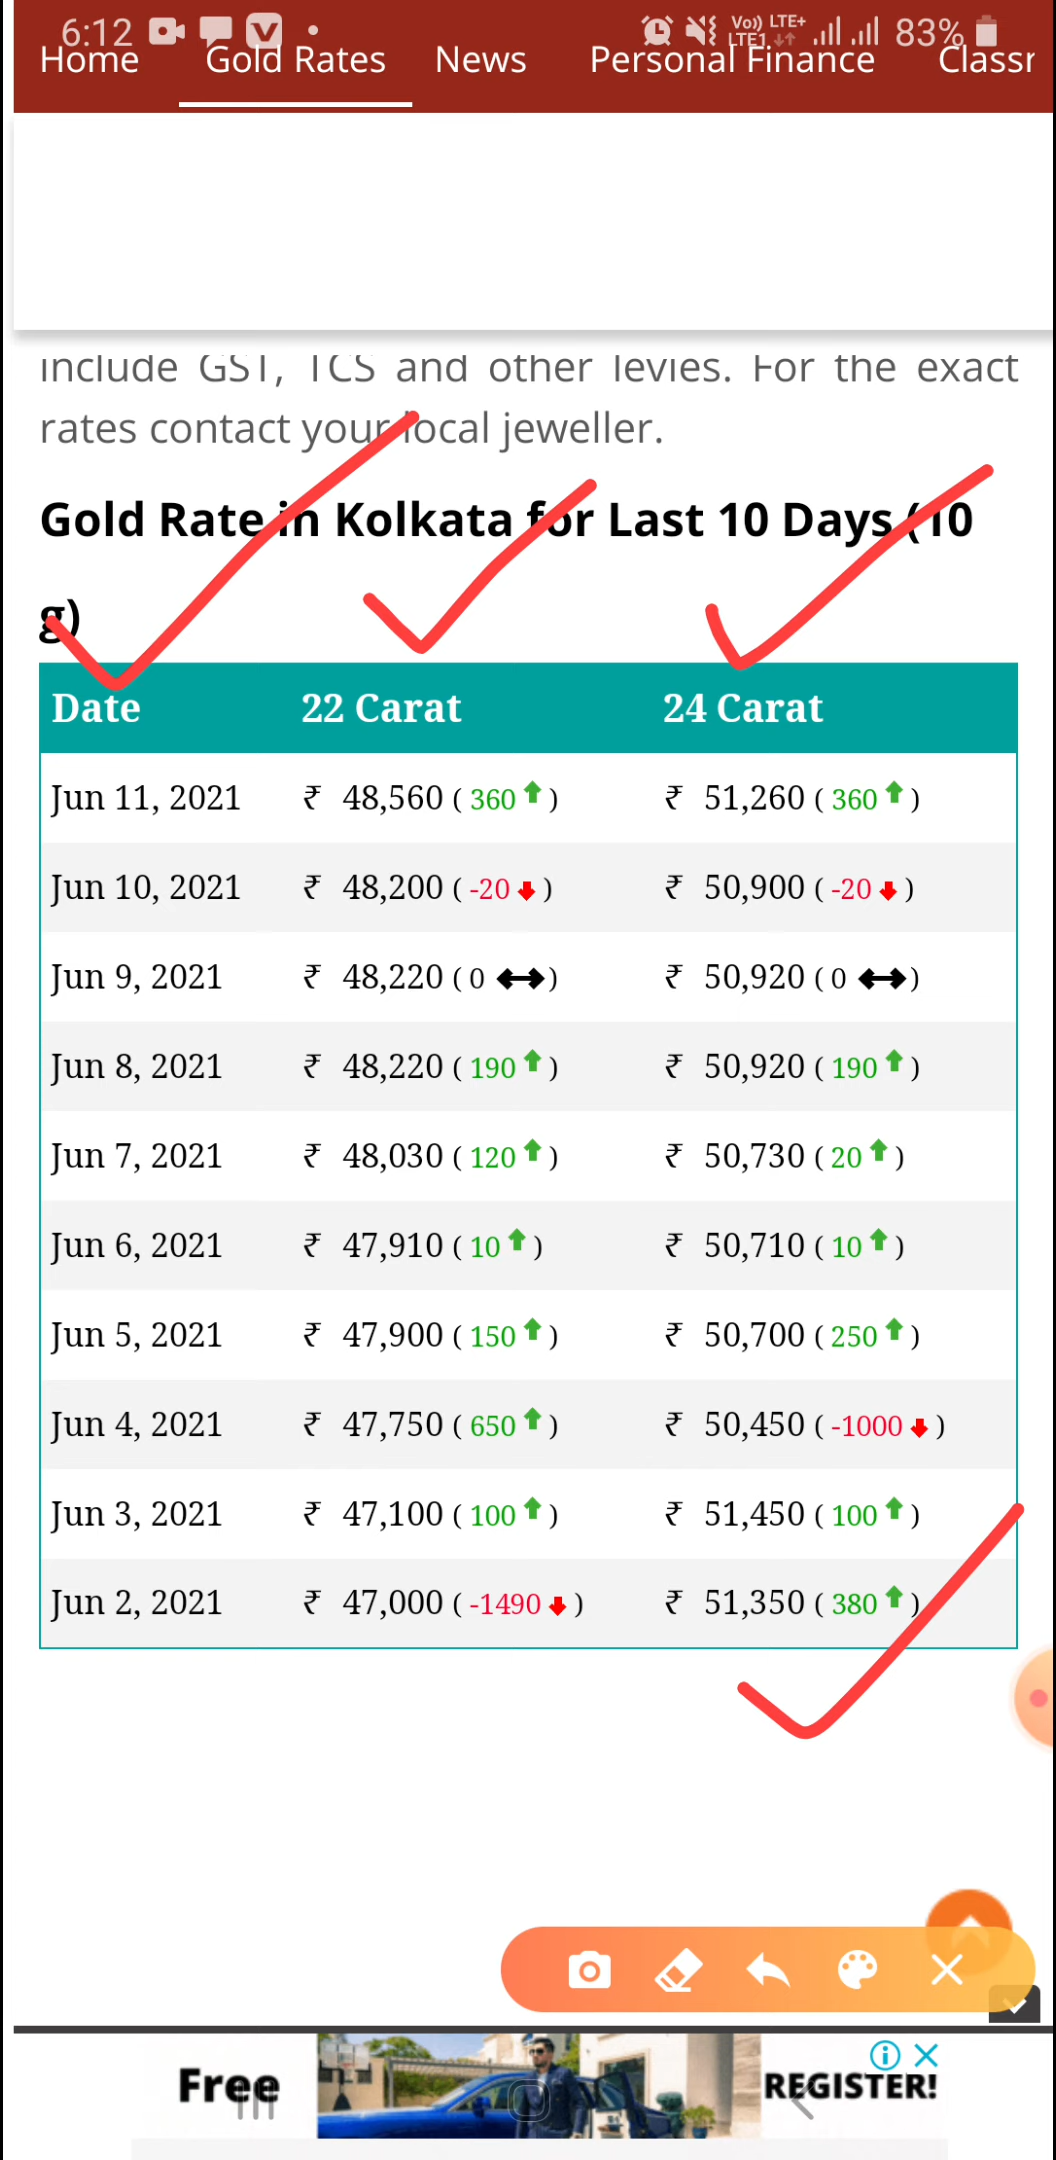 6:12 Vo)) LTE+ LTE1 83%
Home Gold Rates News Personal Finance Classr
include GST, TCS and other levies. For the exact
rates contact your local jeweller.
Gold Rate in Kolkata for Last 10 Days (10
g)
Date 22 Carat 24 Carat
Jun 11, 2021 ₹ 48,560 ( 360 ⬆ ) ₹ 51,260 ( 360 ⬆ )
Jun 10, 2021 ₹ 48,200 ( -20 ⬇ ) ₹ 50,900 ( -20 ⬇ )
Jun 9, 2021 ₹ 48,220 ( 0 ⬌ ) ₹ 50,920 ( 0 ⬌ )
Jun 8, 2021 ₹ 48,220 ( 190 ⬆ ) ₹ 50,920 ( 190 ⬆ )
Jun 7, 2021 ₹ 48,030 ( 120 ⬆ ) ₹ 50,730 ( 20 ⬆ )
Jun 6, 2021 ₹ 47,910 ( 10 ⬆ ) ₹ 50,710 ( 10 ⬆ )
Jun 5, 2021 ₹ 47,900 ( 150 ⬆ ) ₹ 50,700 ( 250 ⬆ )
Jun 4, 2021 ₹ 47,750 ( 650 ⬆ ) ₹ 50,450 ( -1000 ⬇ )
Jun 3, 2021 ₹ 47,100 ( 100 ⬆ ) ₹ 51,450 ( 100 ⬆ )
Jun 2, 2021 ₹ 47,000 ( -1490 ⬇ ) ₹ 51,350 ( 380 ⬆ )
Free REGISTER!